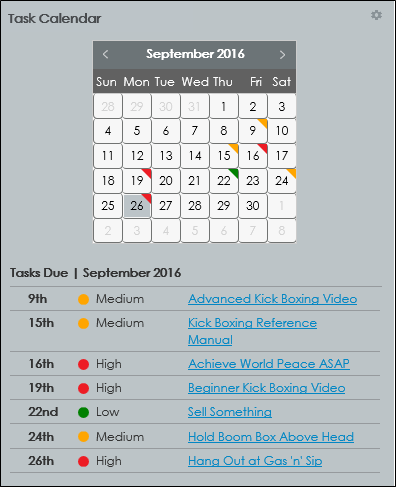 Task Calendar
September 2016
Sun Mon Tue Wed Thu Fri Sat
28 29 30 31 1 2 3
4 5 6 7 8 9 10
11 12 13 14 15 16 17
18 19 20 21 22 23 24
25 26 27 28 29 30 1
2 3 4 5 6 7 8
Tasks Due | September 2016
9th Medium Advanced Kick Boxing Video
15th Medium Kick Boxing Reference
Manual
16th High Achieve World Peace ASAP
19th High Beginner Kick Boxing Video
22nd Low Sell Something
24th Medium Hold Boom Box Above Head
26th High Hang Out at Gas 'n' Sip